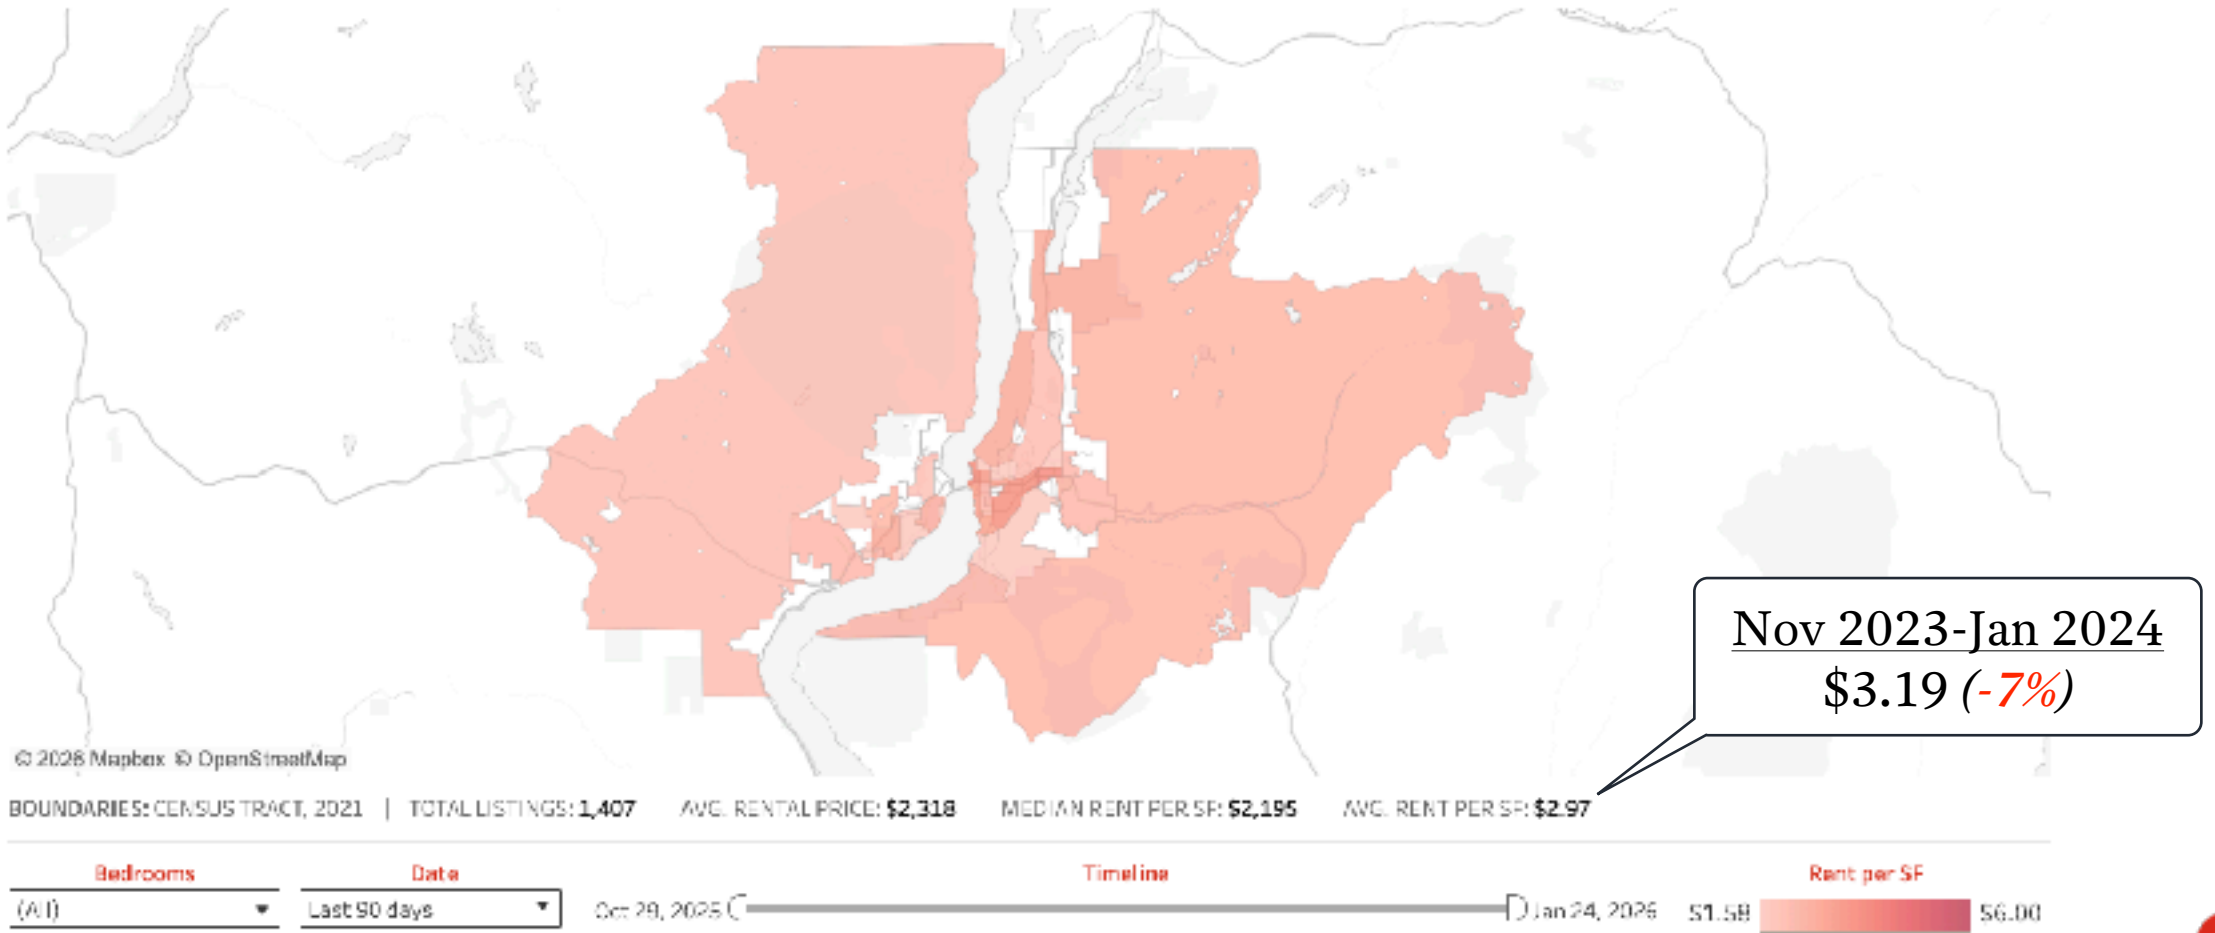 Nov 2023-Jan 2024
$3.19 (-7%)
© 2026 Mapbox © OpenStreetMap
BOUNDARIES: CENSUS TRACT, 2021 | TOTAL LISTINGS: 1,407 AVG. RENTAL PRICE: $2,318 MEDIAN RENT PER SF: $2,195 AVG. RENT PER SF: $2.97
Bedrooms Date Timeline Rent per SF
(All) Last 90 days Oct 29, 2025 Jan 24, 2026 $1.58 $6.00